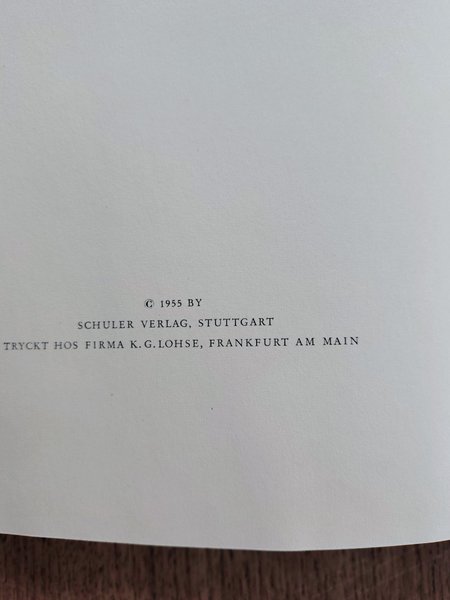 © 1955 BY
SCHULER VERLAG, STUTTGART
TRYCKT HOS FIRMA K. G. LOHSE, FRANKFURT AM MAIN